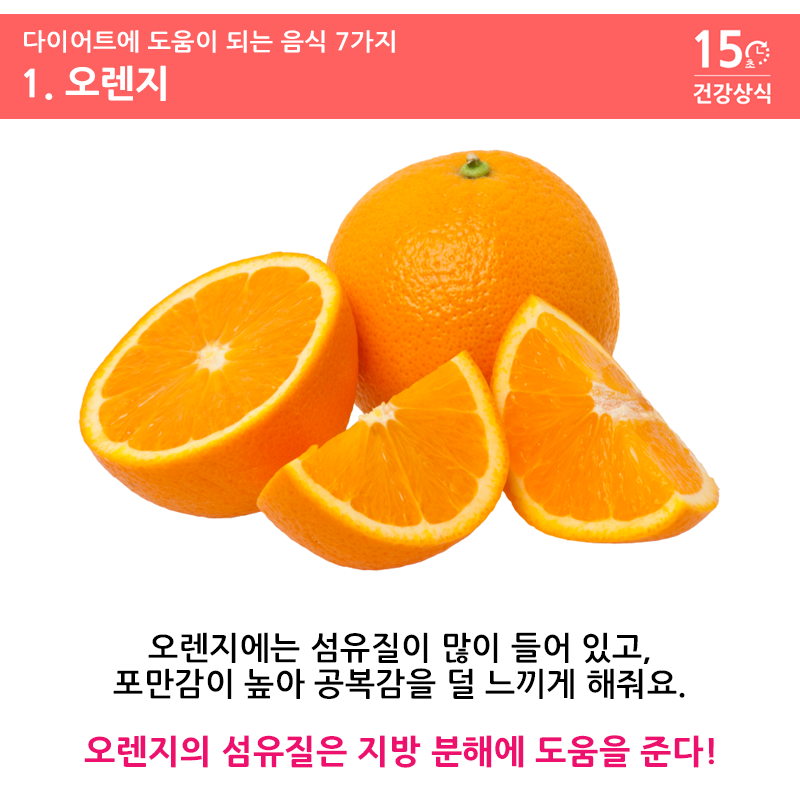 다이어트에 도움이 되는 음식 7가지
1. 오렌지
15초
건강상식
오렌지에는 섬유질이 많이 들어 있고,
포만감이 높아 공복감을 덜 느끼게 해줘요.
오렌지의 섬유질은 지방 분해에 도움을 준다!